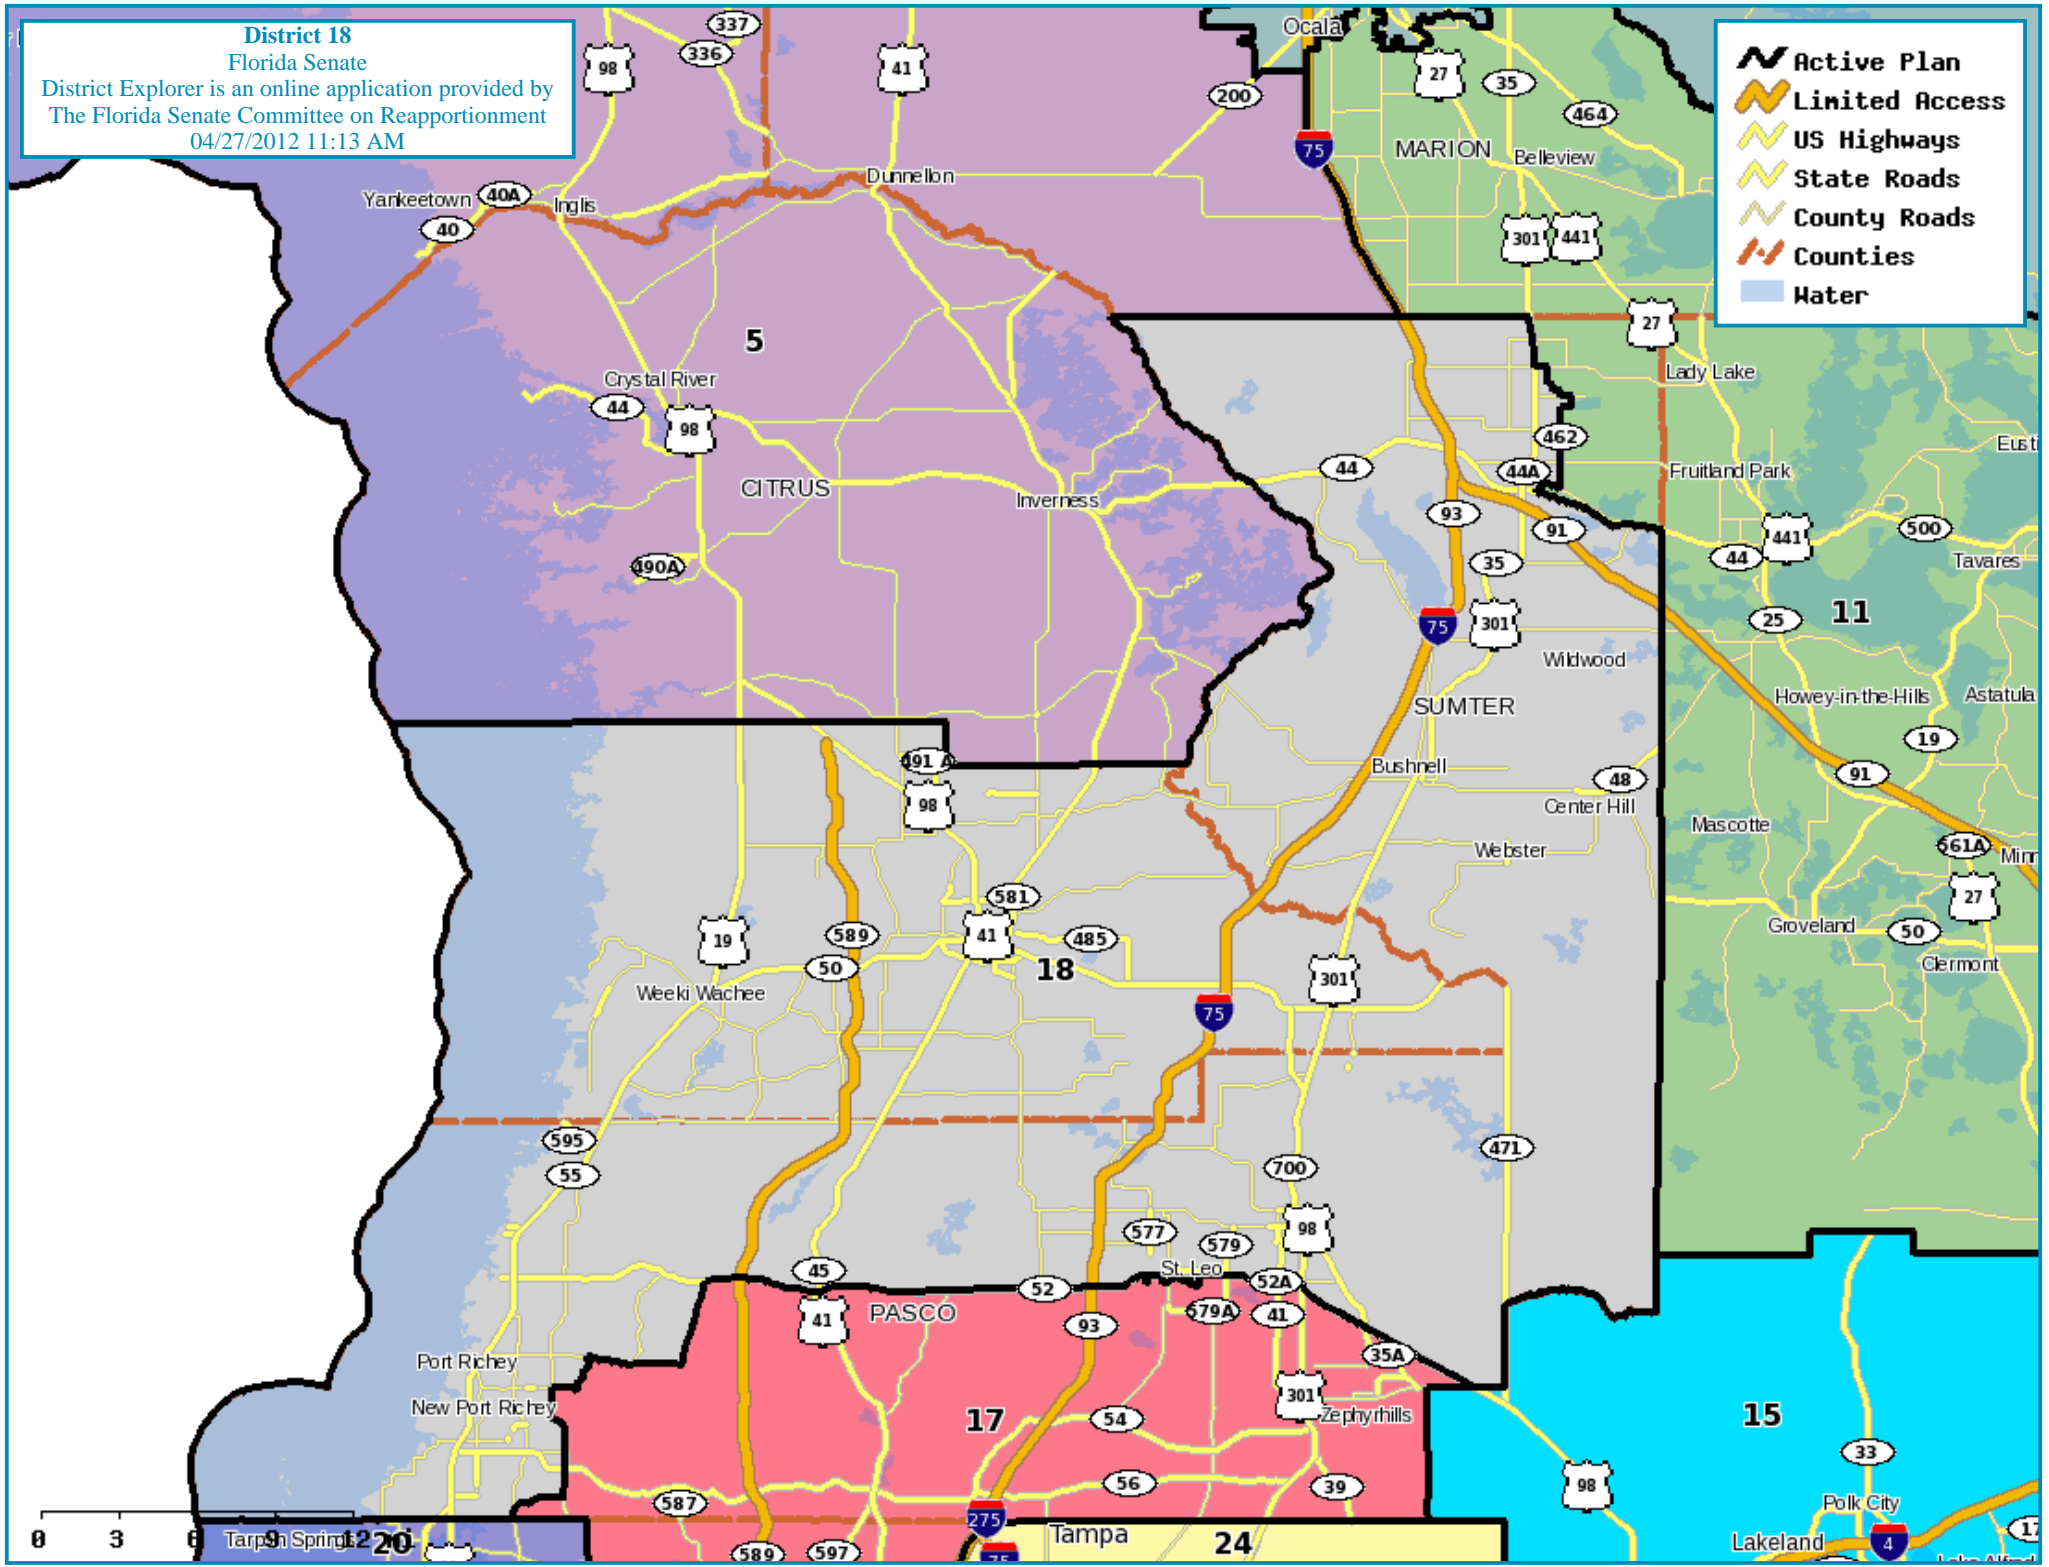 District 18
Florida Senate
District Explorer is an online application provided by
The Florida Senate Committee on Reapportionment
04/27/2012 11:13 AM
Active Plan
Limited Access
US Highways
State Roads
County Roads
Counties
Water
337
336
98
41
Ocala
200
27
35
464
75
MARION
Belleview
Dunnellon
Yankeetown
40A
Inglis
40
301
441
27
5
Lady Lake
Crystal River
44
98
462
Eusti
44
44A
Fruitland Park
CITRUS
Inverness
93
91
500
441
44
Tavares
490A
35
11
25
75
301
Wildwood
Howey-in-the-Hills
Astatula
SUMTER
19
491 A
Bushnell
91
48
98
Center Hill
Mascotte
561A
Minn
Webster
581
27
Groveland
50
19
589
41
485
Clermont
50
18
301
Weeki Wachee
75
595
471
55
700
98
577
579
St. Leo
45
52
52A
41
PASCO
579A
41
93
35A
Port Richey
301
New Port Richey
Zephyrhills
17
54
15
33
56
98
39
587
Polk City
275
0
3
6
9
12 mi
Tarpon Springs
20
Tampa
24
Lakeland
4
17
589
597
75